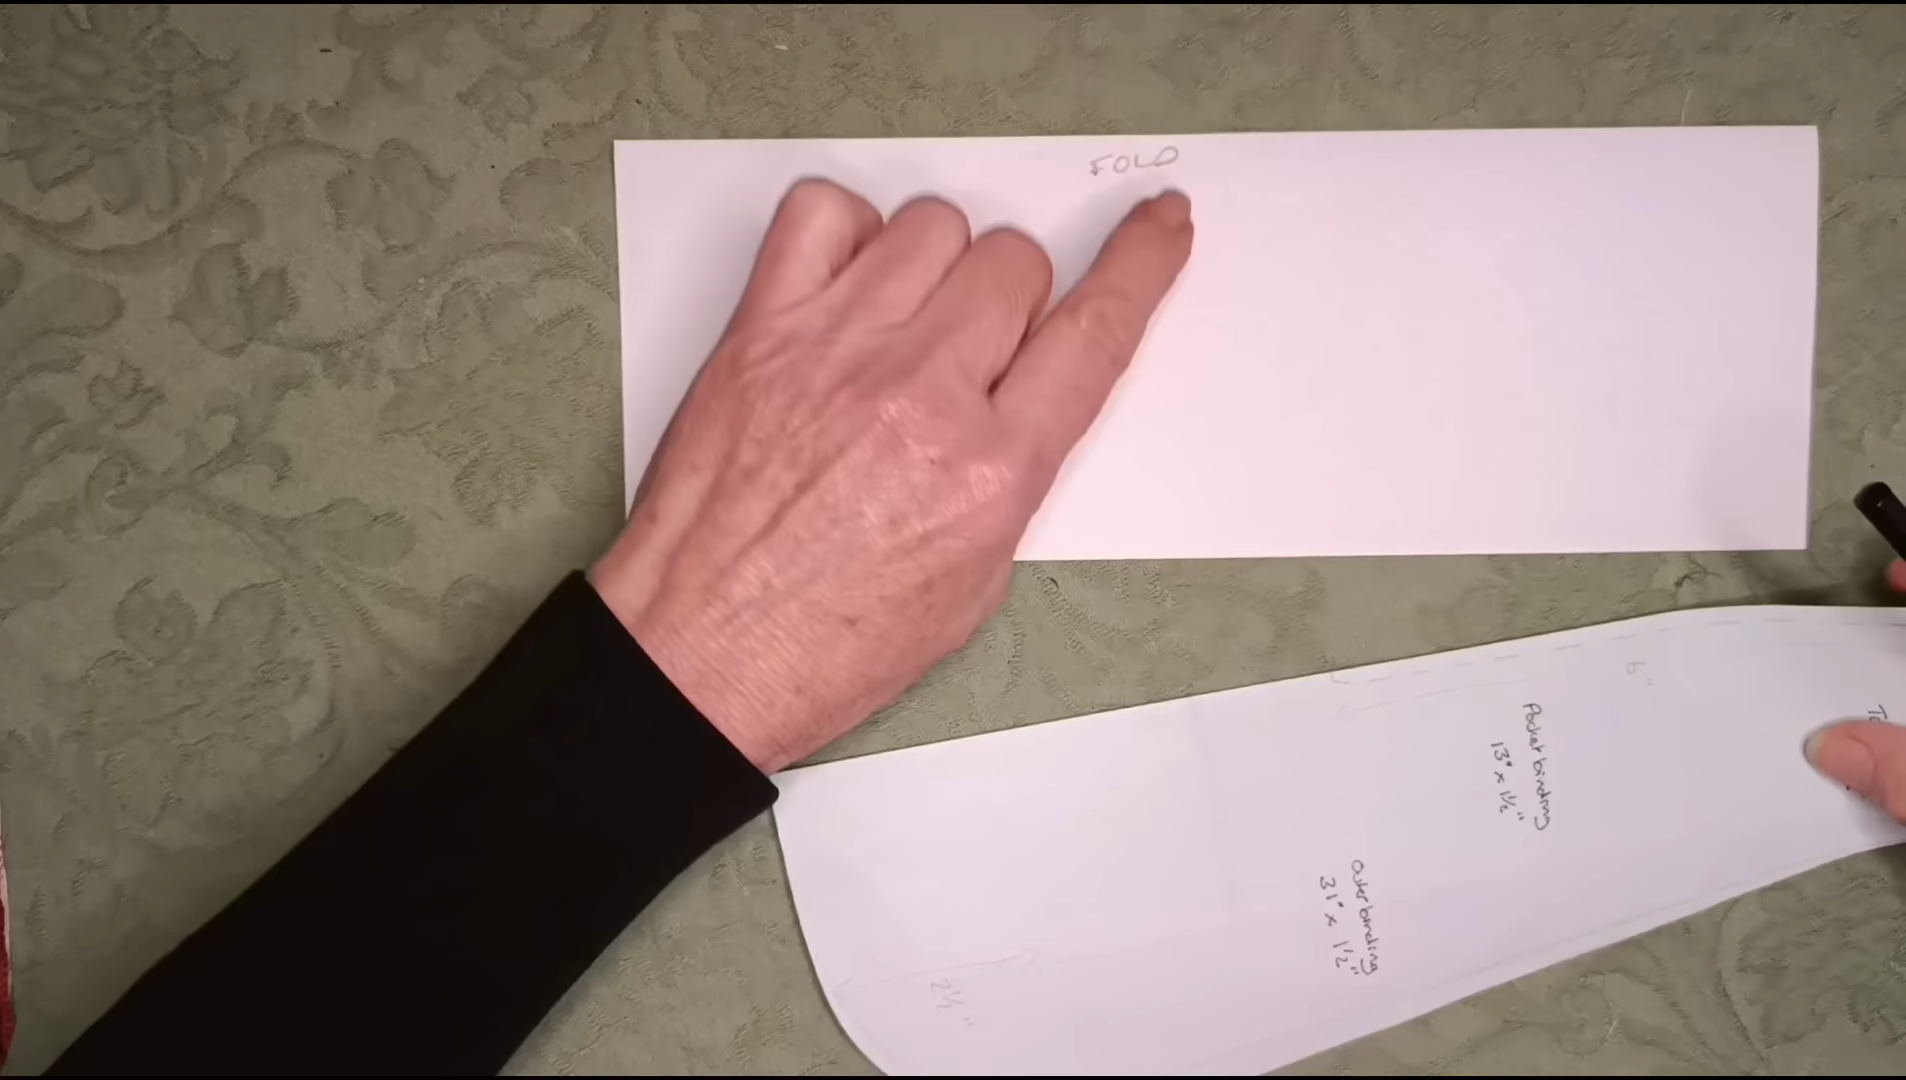 FOLD
6"
Pocket binding
13" x 1½"
Outer binding
31" x 1½"
2½"